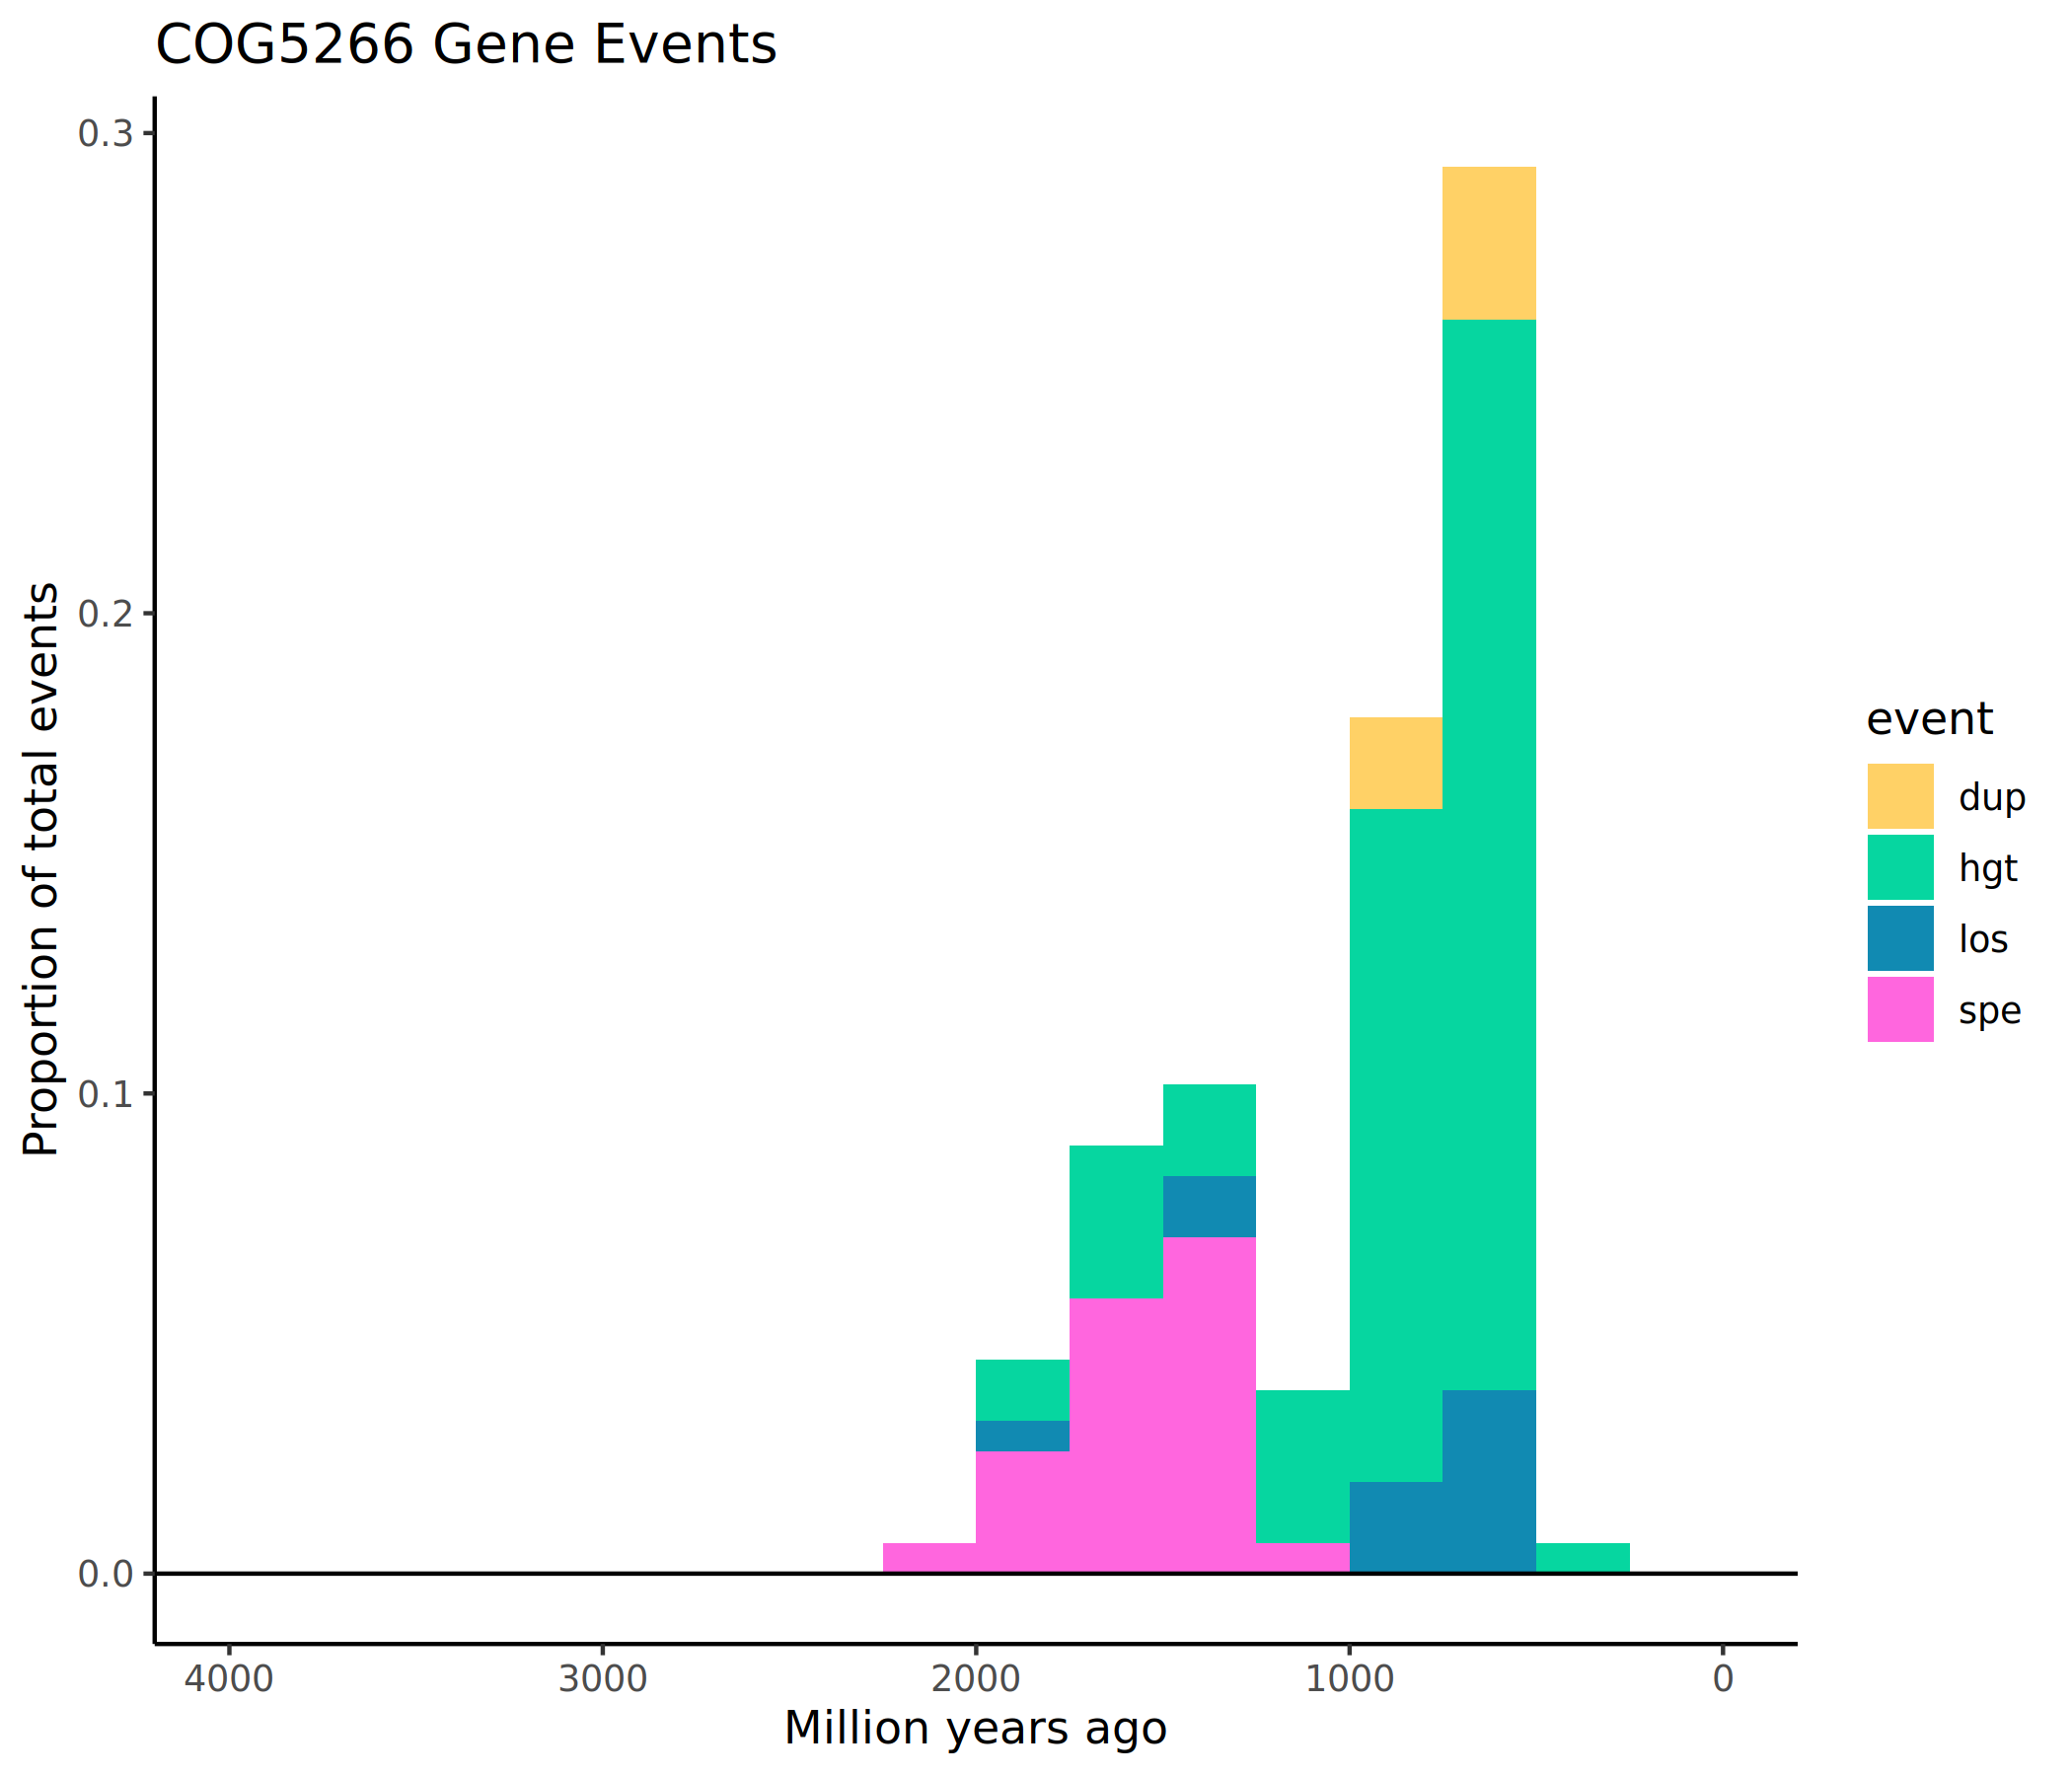 COG5266 Gene Events
0.3
0.2
0.1
0.0
Proportion of total events
4000 3000 2000 1000 0
Million years ago
event
dup
hgt
los
spe